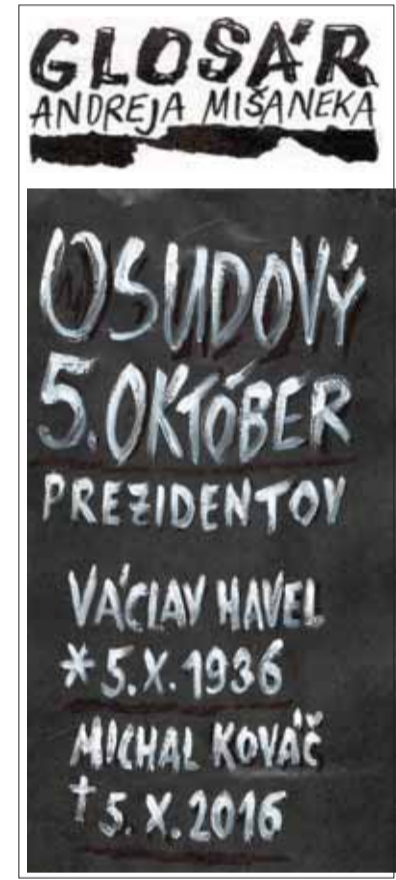 GLOSÁR
ANDREJA MIŠANEKA
OSUDOVÝ
5. OKTÓBER
PREZIDENTOV
VÁCLAV HAVEL
* 5. X. 1936
MICHAL KOVÁČ
† 5. X. 2016